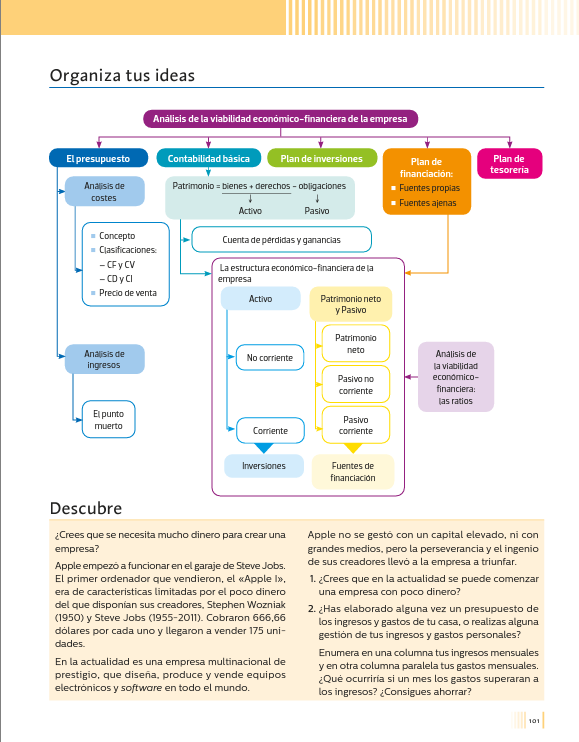 Organiza tus ideas
Análisis de la viabilidad económico-financiera de la empresa
El presupuesto
Contabilidad básica
Plan de inversiones
Plan de
financiación:
Fuentes propias
Fuentes ajenas
Plan de
tesorería
Análisis de
costes
Patrimonio = bienes + derechos – obligaciones
Activo
Pasivo
Concepto
Clasificaciones:
– CF y CV
– CD y CI
Precio de venta
Cuenta de pérdidas y ganancias
La estructura económico-financiera de la
empresa
Activo
Patrimonio neto
y Pasivo
No corriente
Patrimonio
neto
Pasivo no
corriente
Corriente
Pasivo
corriente
Inversiones
Fuentes de
financiación
Análisis de
la viabilidad
económico-
financiera:
las ratios
Análisis de
ingresos
El punto
muerto
Descubre
¿Crees que se necesita mucho dinero para crear una
empresa?
Apple empezó a funcionar en el garaje de Steve Jobs.
El primer ordenador que vendieron, el «Apple I»,
era de características limitadas por el poco dinero
del que disponían sus creadores, Stephen Wozniak
(1950) y Steve Jobs (1955-2011). Cobraron 666,66
dólares por cada uno y llegaron a vender 175 uni-
dades.
En la actualidad es una empresa multinacional de
prestigio, que diseña, produce y vende equipos
electrónicos y software en todo el mundo.
Apple no se gestó con un capital elevado, ni con
grandes medios, pero la perseverancia y el ingenio
de sus creadores llevó a la empresa a triunfar.
1. ¿Crees que en la actualidad se puede comenzar
una empresa con poco dinero?
2. ¿Has elaborado alguna vez un presupuesto de
los ingresos y gastos de tu casa, o realizas alguna
gestión de tus ingresos y gastos personales?
Enumera en una columna tus ingresos mensuales
y en otra columna paralela tus gastos mensuales.
¿Qué ocurriría si un mes los gastos superaran a
los ingresos? ¿Consigues ahorrar?
101